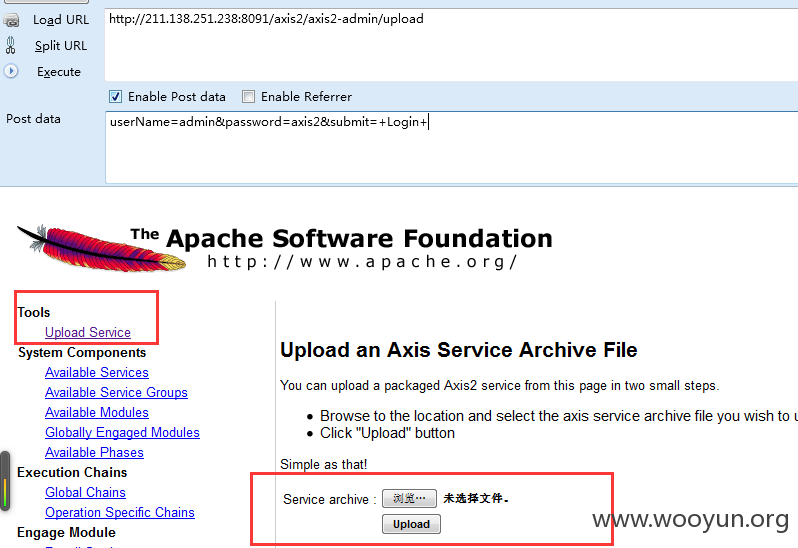 Load URL
http://211.138.251.238:8091/axis2/axis2-admin/upload
Split URL
Execute
Enable Post data Enable Referrer
Post data
userName=admin&password=axis2&submit=+Login+
The Apache Software Foundation
http://www.apache.org/
Tools
Upload Service
System Components
Available Services
Available Service Groups
Available Modules
Globally Engaged Modules
Available Phases
Execution Chains
Global Chains
Operation Specific Chains
Engage Module
Upload an Axis Service Archive File
You can upload a packaged Axis2 service from this page in two small steps.
Browse to the location and select the axis service archive file you wish to u
Click "Upload" button
Simple as that!
Service archive : 浏览… 未选择文件。
Upload
www.wooyun.org